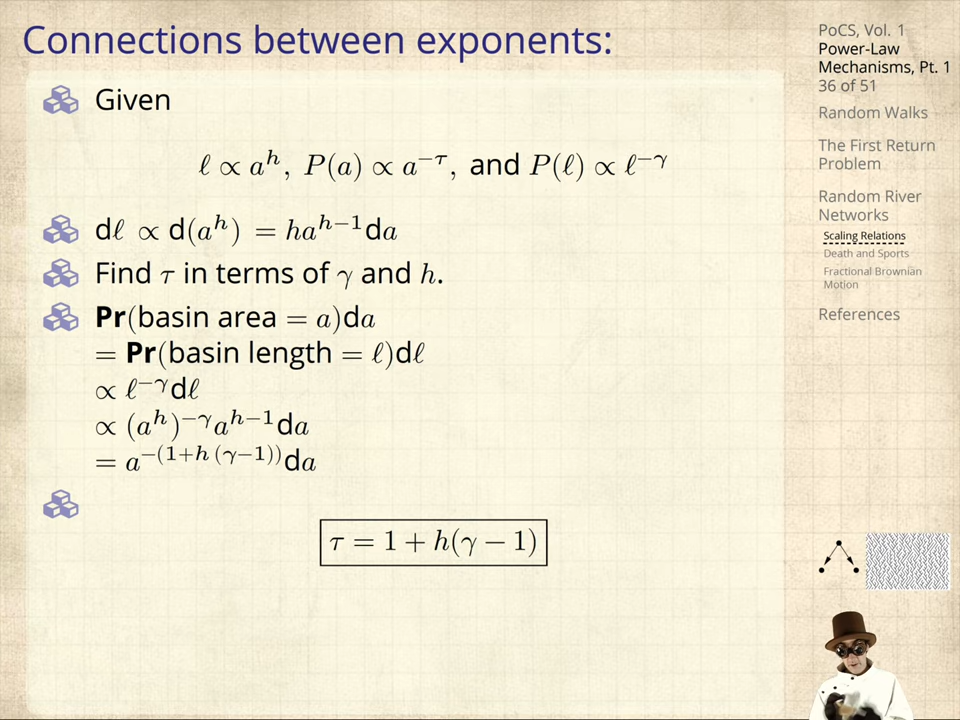 Connections between exponents:
Given
ℓ ∝ a^h, P(a) ∝ a^{−τ}, and P(ℓ) ∝ ℓ^{−γ}
dℓ ∝ d(a^h) = ha^{h−1}da
Find τ in terms of γ and h.
Pr(basin area = a)da
= Pr(basin length = ℓ)dℓ
∝ ℓ^{−γ}dℓ
∝ (a^h)^{−γ}a^{h−1}da
= a^{−(1+h (γ−1))}da
τ = 1 + h(γ − 1)
PoCS, Vol. 1
Power-Law
Mechanisms, Pt. 1
36 of 51
Random Walks
The First Return
Problem
Random River
Networks
Scaling Relations
Death and Sports
Fractional Brownian
Motion
References